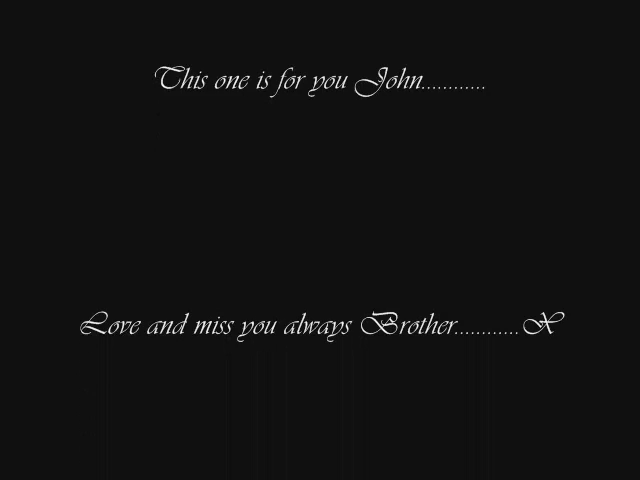 This one is for you John............
Love and miss you always Brother............X